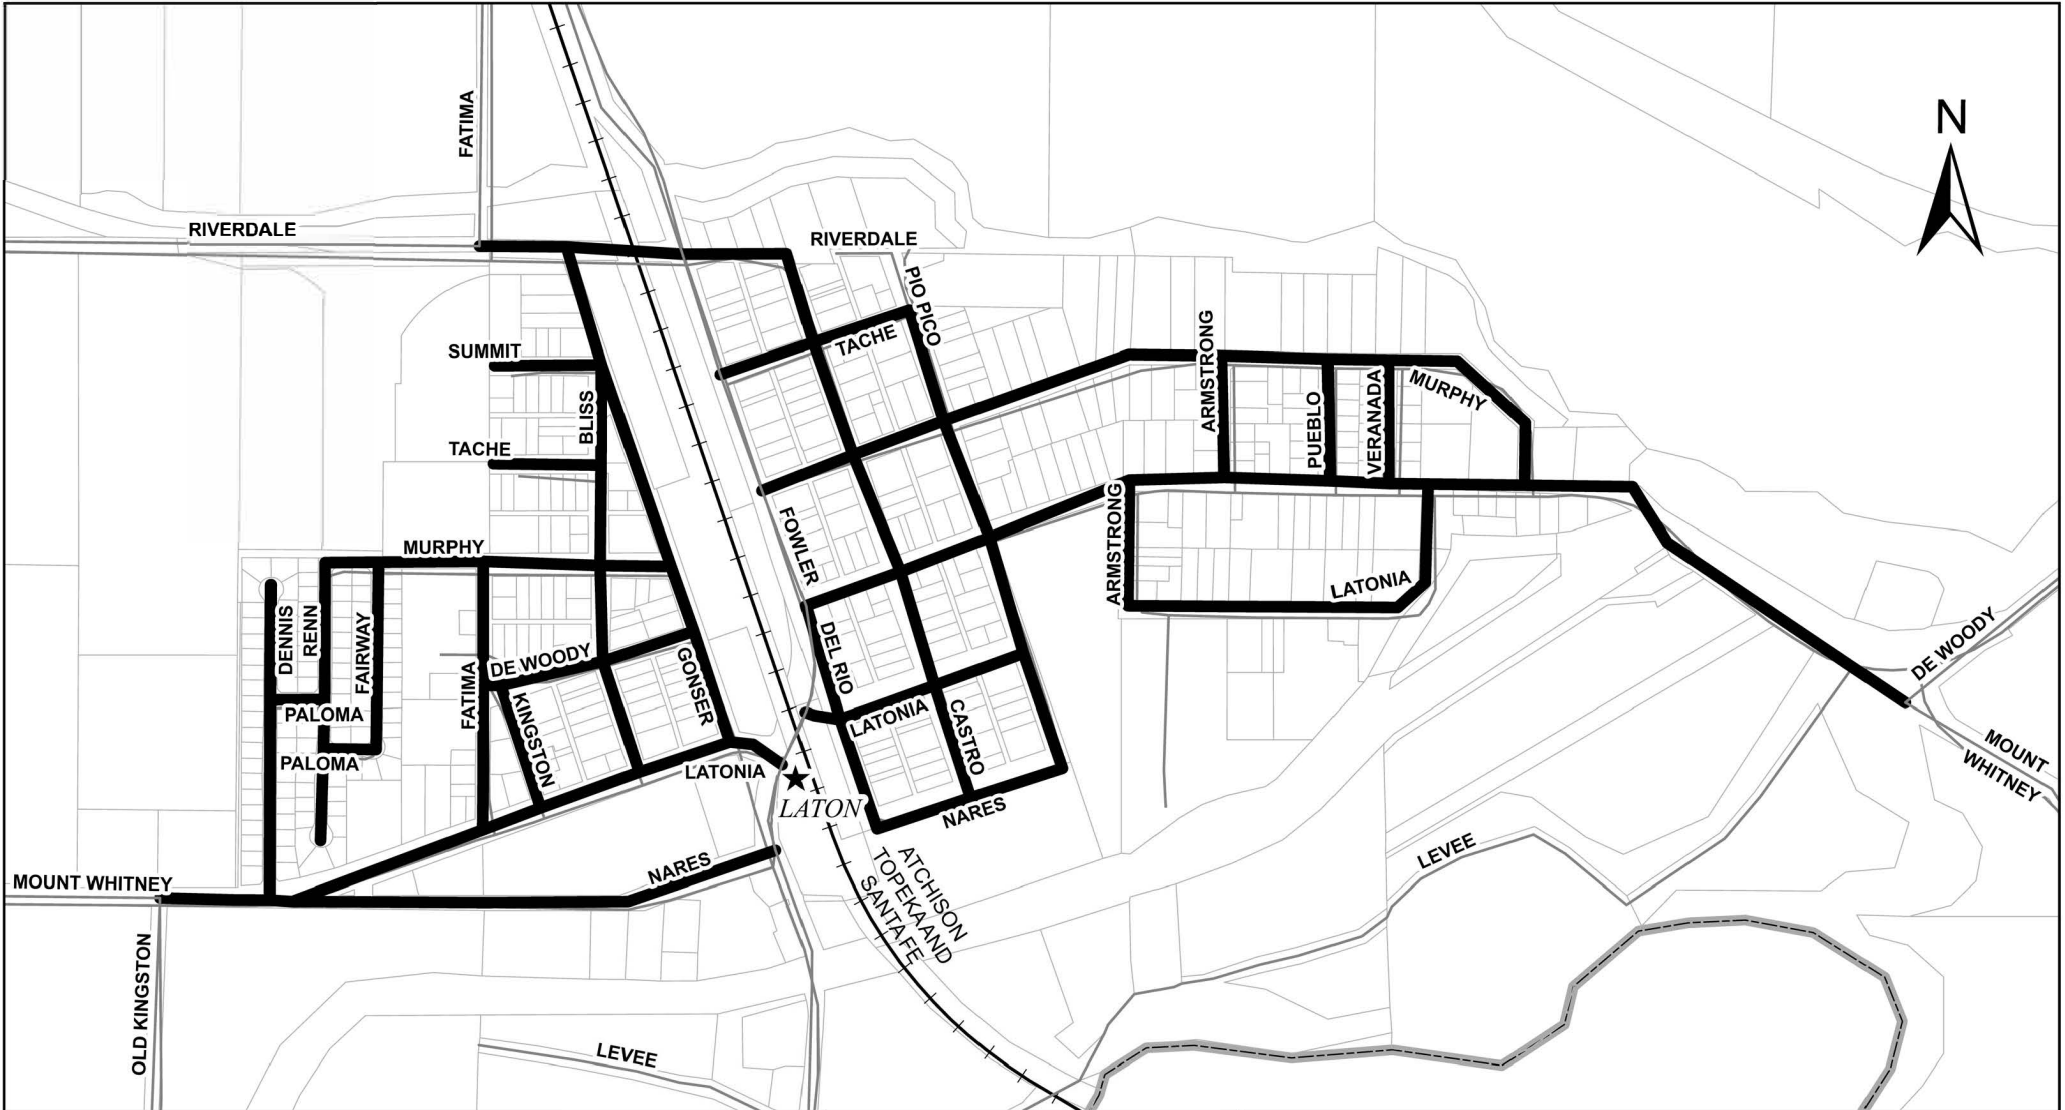 N
FATIMA
RIVERDALE
RIVERDALE
PIO PICO
TACHE
SUMMIT
BLISS
TACHE
ARMSTRONG
PUEBLO
VERANADA
MURPHY
FOWLER
ARMSTRONG
LATONIA
MURPHY
DENNIS
RENN
FAIRWAY
FATIMA
DE WOODY
KINGSTON
GONSER
DEL RIO
LATONIA
CASTRO
PALOMA
PALOMA
LATONIA
LATON
NARES
NARES
DE WOODY
MOUNT
WHITNEY
MOUNT WHITNEY
OLD KINGSTON
ATCHISON
TOPEKA AND
SANTA FE
LEVEE
LEVEE